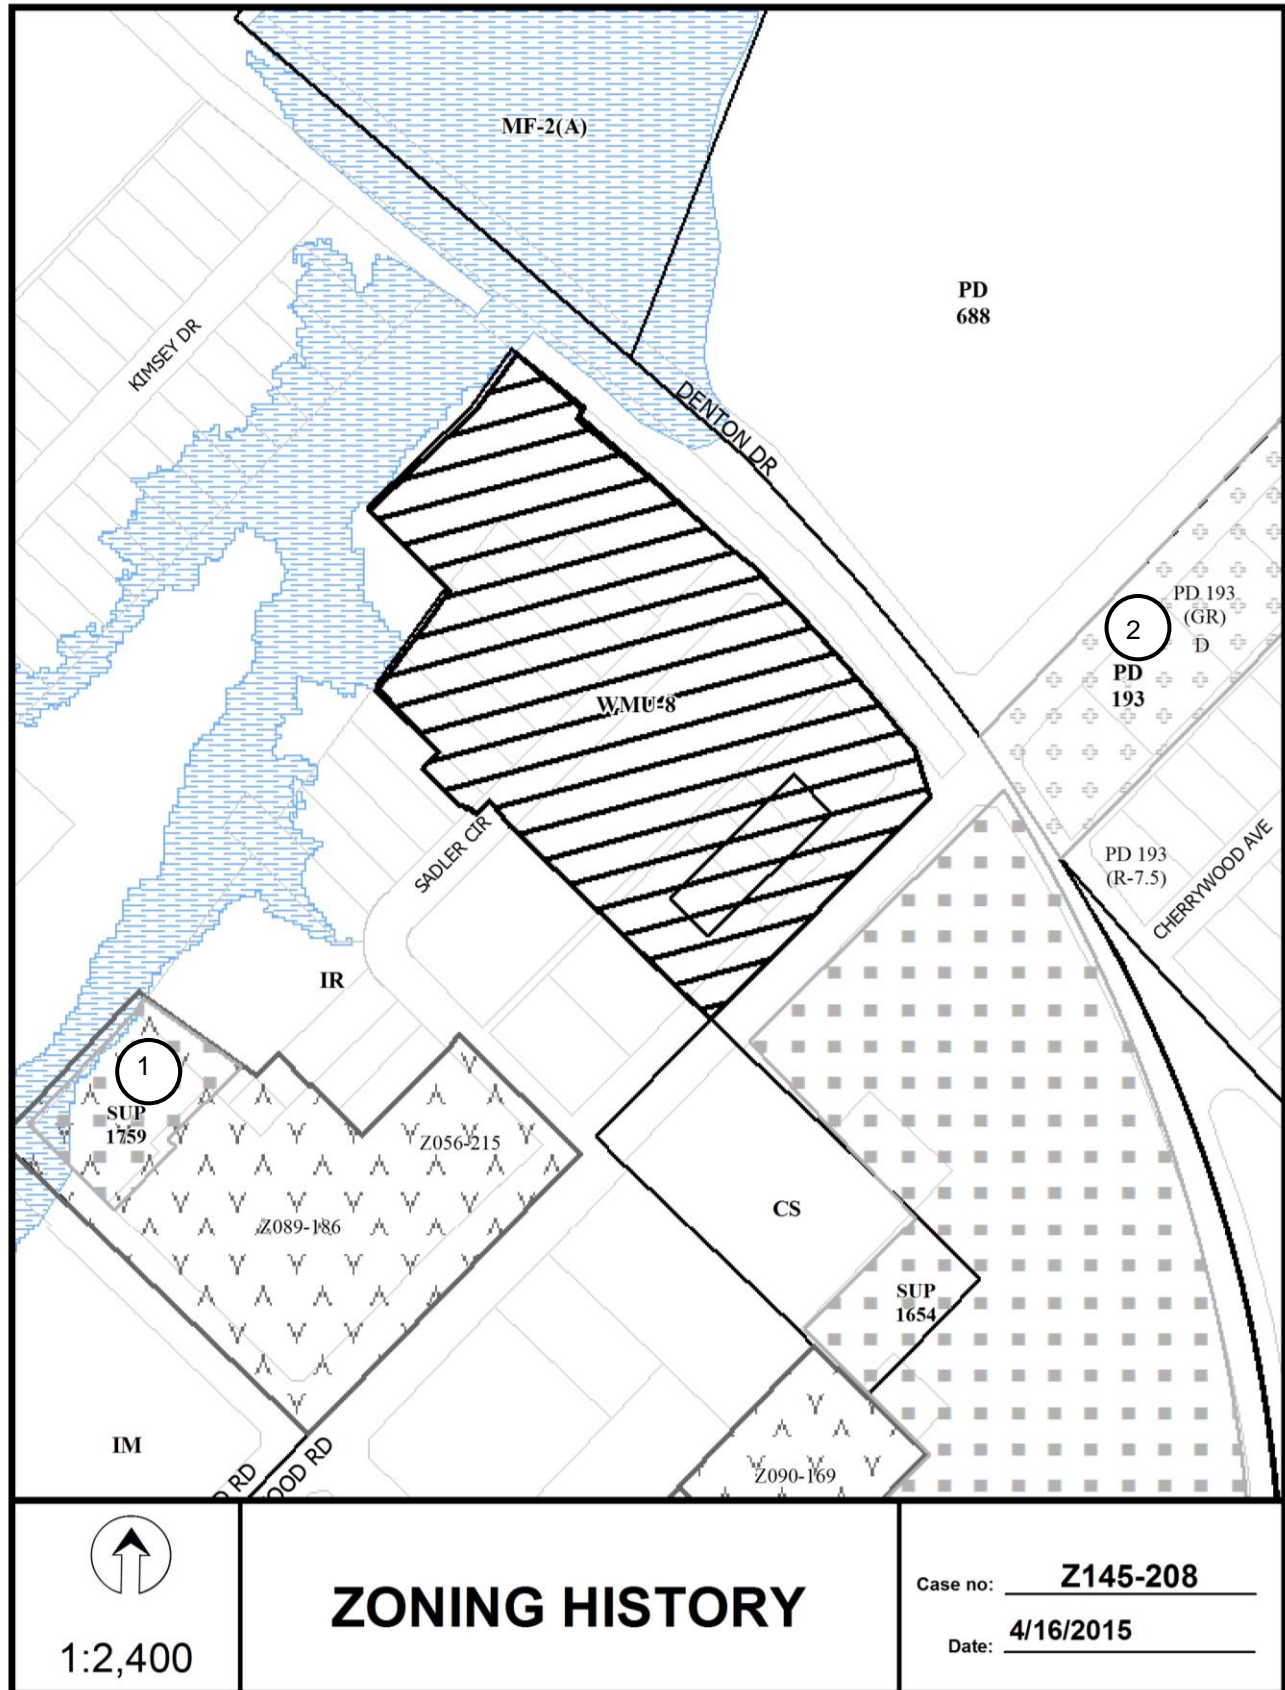 MF-2(A)
PD
688
KIMSEY DR
DENTON DR
PD 193
(GR)
D
2
PD
193
WMU-8
SADLER CIR
PD 193
(R-7.5)
CHERRYWOOD AVE
IR
1
SUP
1759
Z056-215
Z089-186
CS
SUP
1654
IM
D RD
OOD RD
Z090-169
1:2,400
ZONING HISTORY
Case no: Z145-208
Date: 4/16/2015